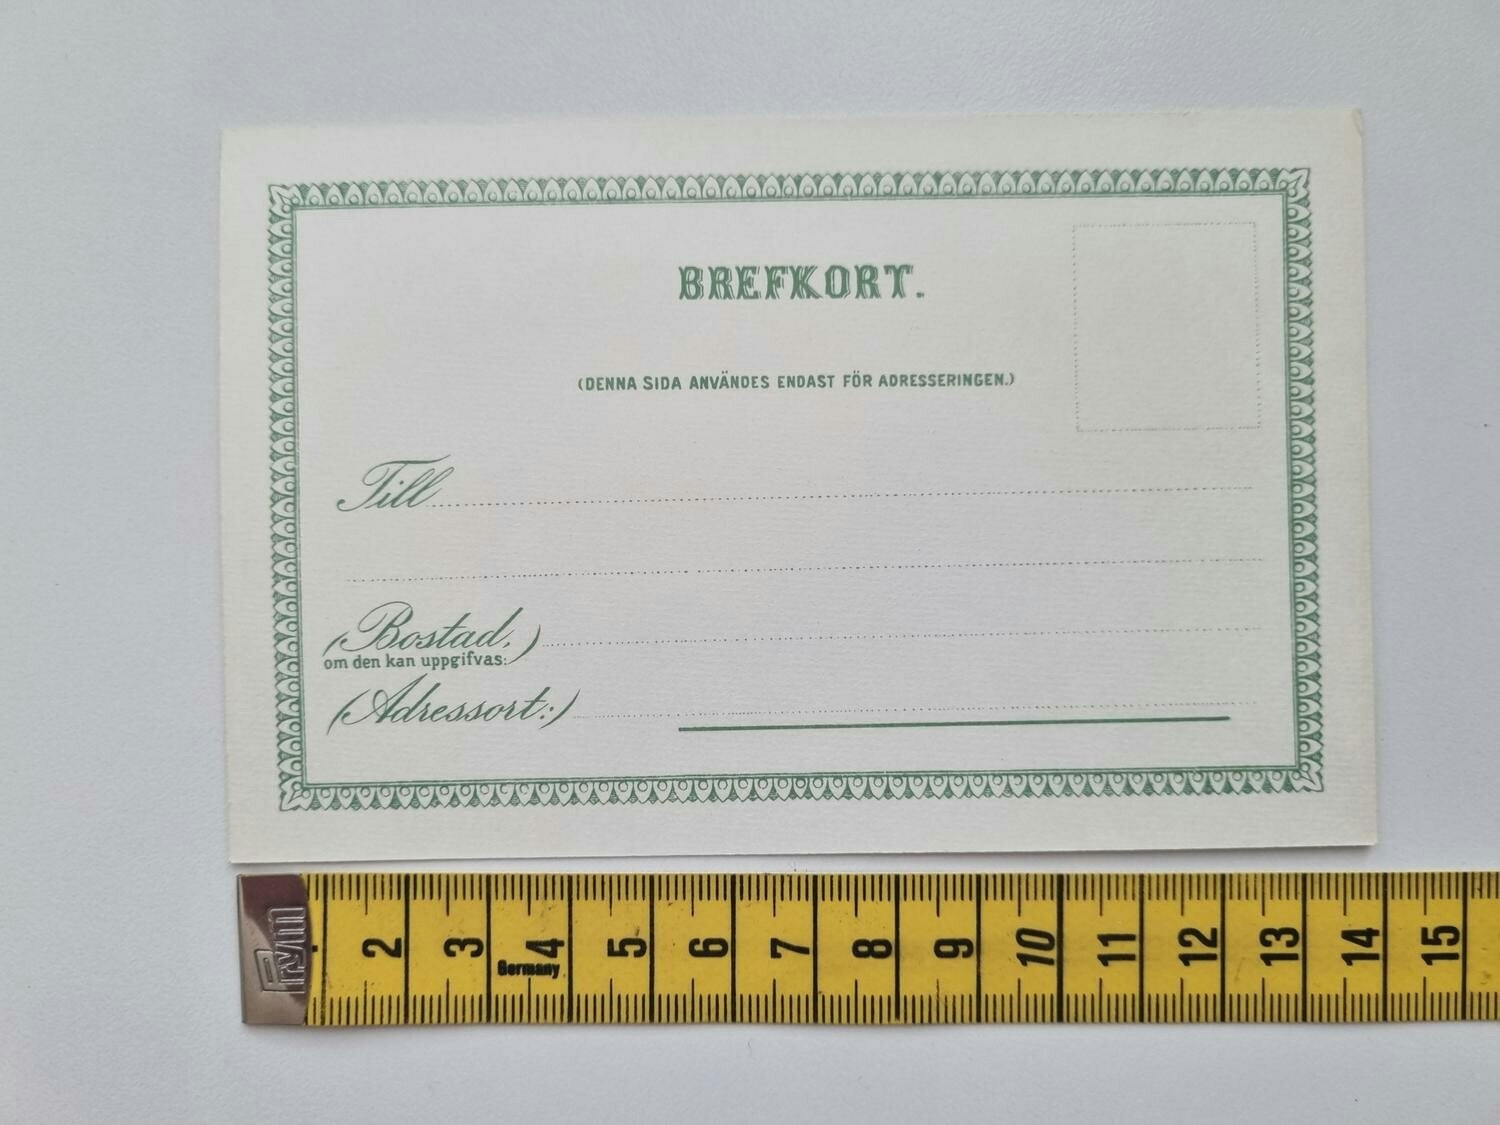 BREFKORT.
(DENNA SIDA ANVÄNDES ENDAST FÖR ADRESSERINGEN.)
Till
(Bostad,)
om den kan uppgifvas:
(Adressort:)
Prym
2 3 4 5 6 7 8 9 10 11 12 13 14 15
Germany